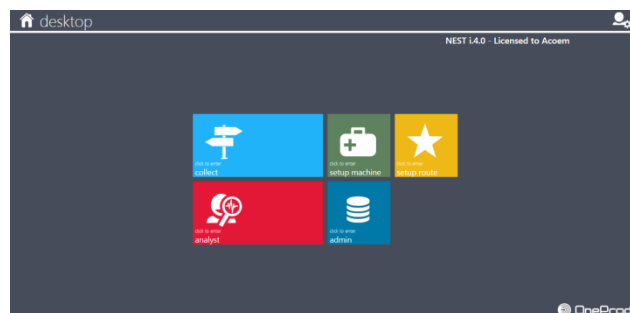 desktop
NEST i.4.0 - Licensed to Acoem
click to enter
collect
click to enter
setup machine
click to enter
setup route
click to enter
analyst
click to enter
admin
OneProd